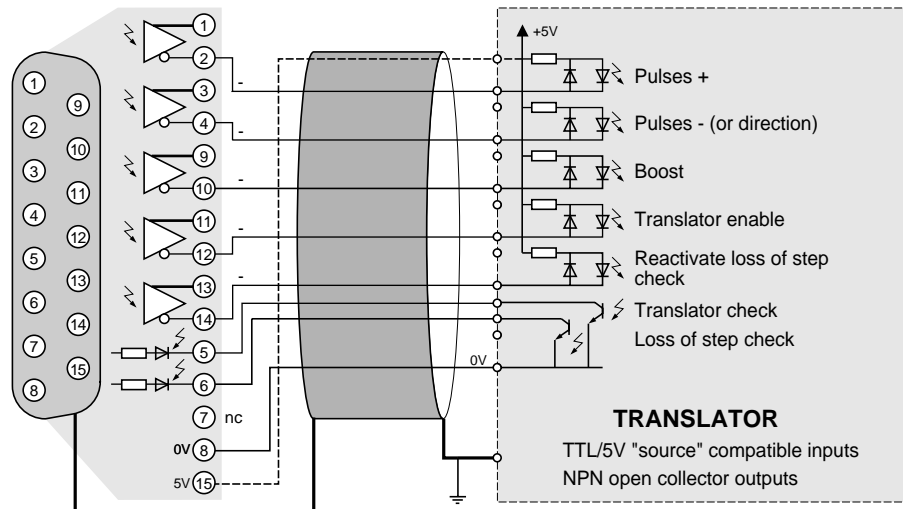 1
2
3
4
5
6
7
8
9
10
11
12
13
14
15
1
2
-
3
4
-
9
10
-
11
12
-
13
14
-
5
6
7 nc
0V 8
5V 15
+5V
Pulses +
Pulses - (or direction)
Boost
Translator enable
Reactivate loss of step
check
Translator check
Loss of step check
0V
TRANSLATOR
TTL/5V "source" compatible inputs
NPN open collector outputs